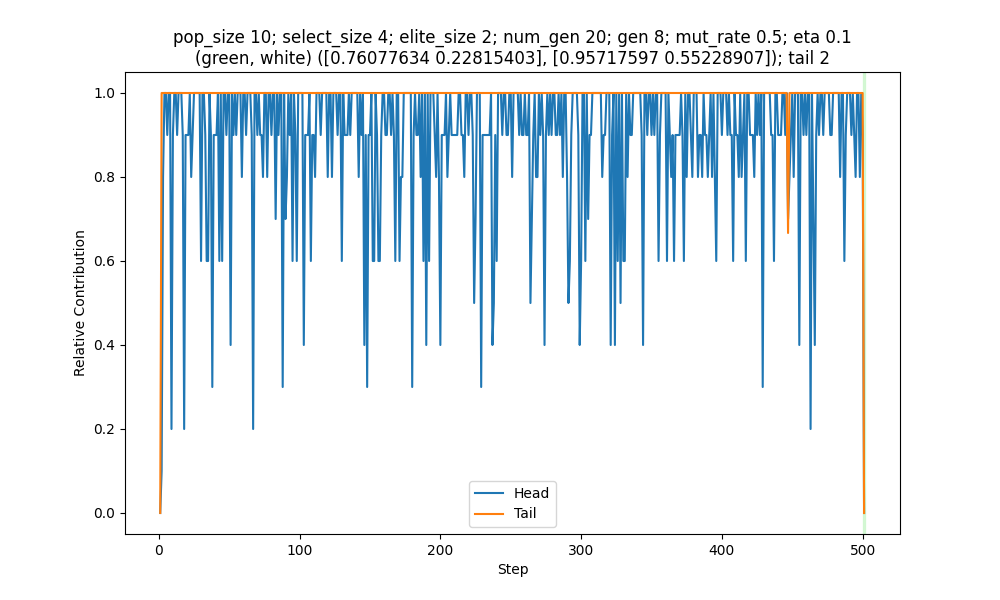 pop_size 10; select_size 4; elite_size 2; num_gen 20; gen 8; mut_rate 0.5; eta 0.1
(green, white) ([0.76077634 0.22815403], [0.95717597 0.55228907]); tail 2
1.0
0.8
0.6
0.4
0.2
0.0
Relative Contribution
Head
Tail
0
100
200
300
400
500
Step